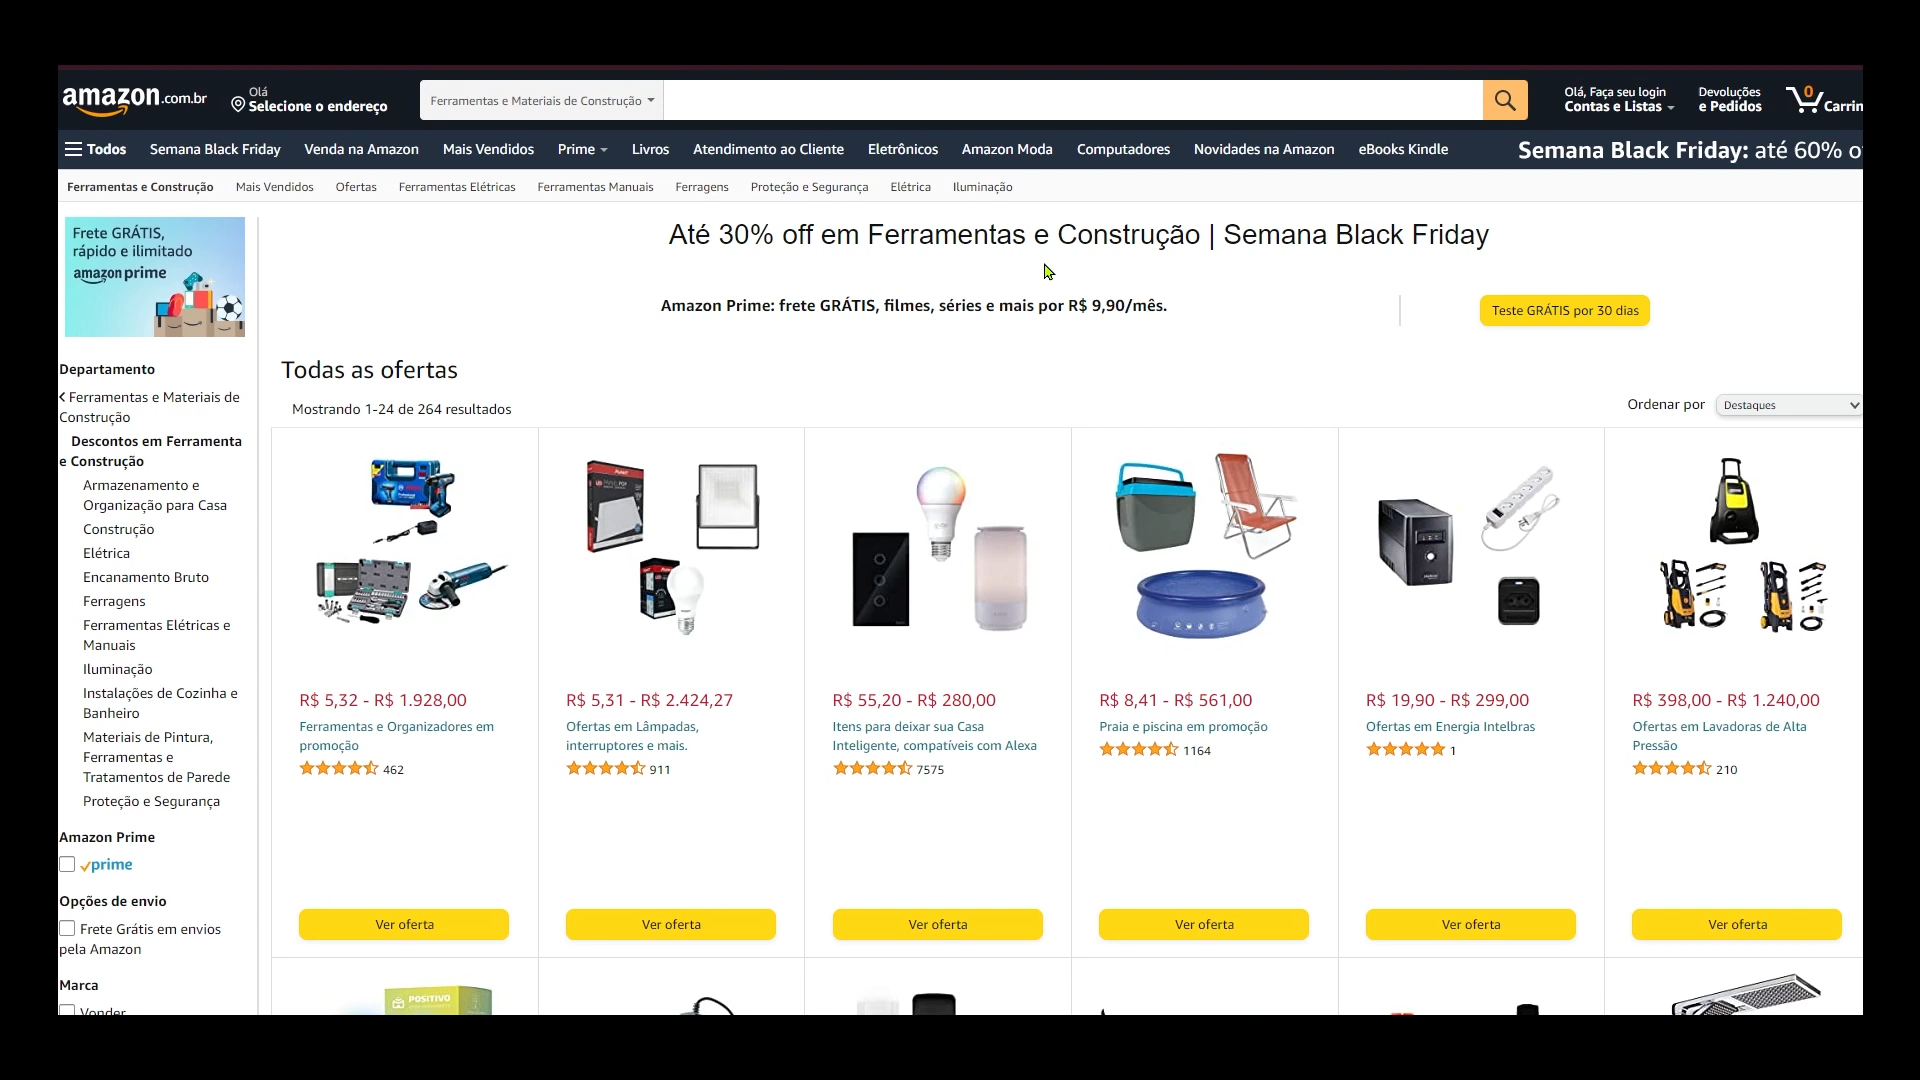 amazon.com.br
Olá
Selecione o endereço
Ferramentas e Materiais de Construção
Olá, Faça seu login
Contas e Listas
Devoluções
e Pedidos
0
Carrin
Todos
Semana Black Friday
Venda na Amazon
Mais Vendidos
Prime
Livros
Atendimento ao Cliente
Eletrônicos
Amazon Moda
Computadores
Novidades na Amazon
eBooks Kindle
Semana Black Friday: até 60% o
Ferramentas e Construção
Mais Vendidos
Ofertas
Ferramentas Elétricas
Ferramentas Manuais
Ferragens
Proteção e Segurança
Elétrica
Iluminação
Frete GRÁTIS,
rápido e ilimitado
amazon prime
Departamento
Ferramentas e Materiais de
Construção
Descontos em Ferramenta
e Construção
Armazenamento e
Organização para Casa
Construção
Elétrica
Encanamento Bruto
Ferragens
Ferramentas Elétricas e
Manuais
Iluminação
Instalações de Cozinha e
Banheiro
Materiais de Pintura,
Ferramentas e
Tratamentos de Parede
Proteção e Segurança
Amazon Prime
prime
Opções de envio
Frete Grátis em envios
pela Amazon
Marca
Vonder
Até 30% off em Ferramentas e Construção | Semana Black Friday
Amazon Prime: frete GRÁTIS, filmes, séries e mais por R$ 9,90/mês.
Teste GRÁTIS por 30 dias
Todas as ofertas
Mostrando 1-24 de 264 resultados
Ordenar por
Destaques
R$ 5,32 - R$ 1.928,00
Ferramentas e Organizadores em
promoção
462
Ver oferta
R$ 5,31 - R$ 2.424,27
Ofertas em Lâmpadas,
interruptores e mais.
911
Ver oferta
R$ 55,20 - R$ 280,00
Itens para deixar sua Casa
Inteligente, compatíveis com Alexa
7575
Ver oferta
R$ 8,41 - R$ 561,00
Praia e piscina em promoção
1164
Ver oferta
R$ 19,90 - R$ 299,00
Ofertas em Energia Intelbras
1
Ver oferta
R$ 398,00 - R$ 1.240,00
Ofertas em Lavadoras de Alta
Pressão
210
Ver oferta
POSITIVO